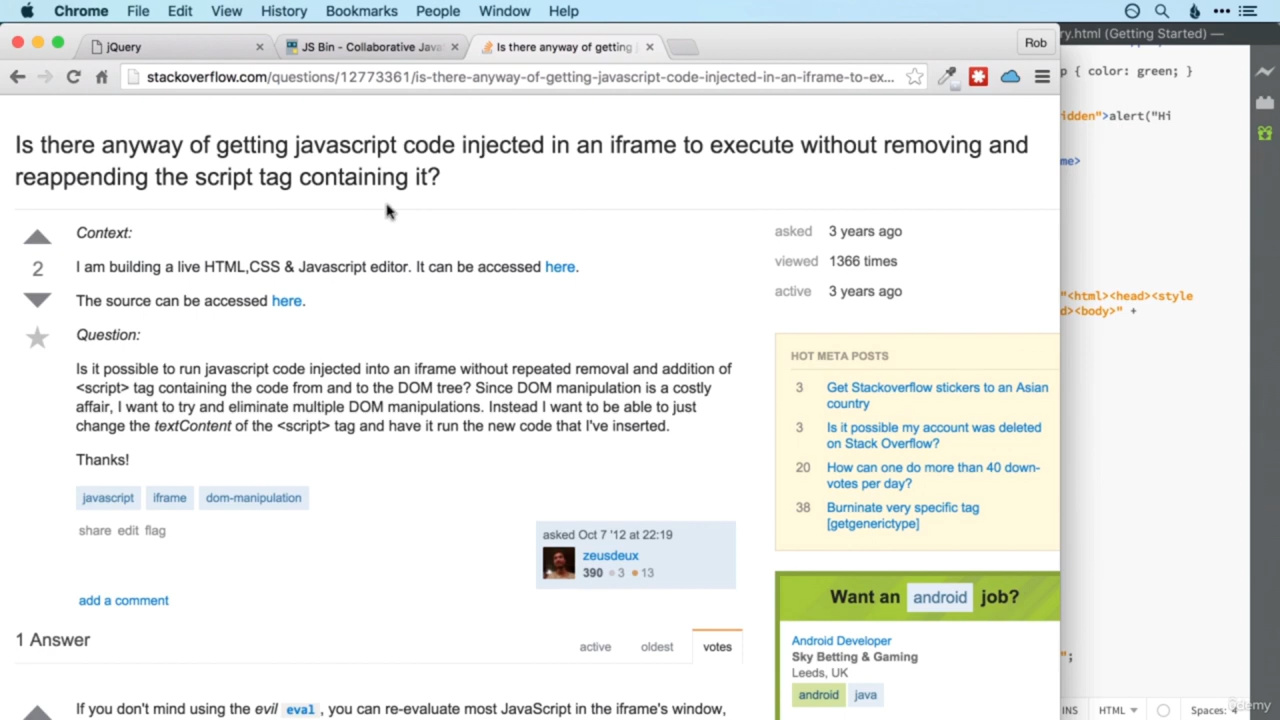 Chrome File Edit View History Bookmarks People Window Help
jQuery
JS Bin - Collaborative Java
Is there anyway of getting
Rob
ry.html (Getting Started) —
stackoverflow.com/questions/12773361/is-there-anyway-of-getting-javascript-code-injected-in-an-iframe-to-ex...
p { color: green; }
idden">alert("Hi
me>
"<html><head><style
d><body>" +
";
Is there anyway of getting javascript code injected in an iframe to execute without removing and
reappending the script tag containing it?
Context:
2
I am building a live HTML,CSS & Javascript editor. It can be accessed here.
The source can be accessed here.
Question:
Is it possible to run javascript code injected into an iframe without repeated removal and addition of
<script> tag containing the code from and to the DOM tree? Since DOM manipulation is a costly
affair, I want to try and eliminate multiple DOM manipulations. Instead I want to be able to just
change the textContent of the <script> tag and have it run the new code that I've inserted.
Thanks!
javascript iframe dom-manipulation
share edit flag
asked Oct 7 '12 at 22:19
zeusdeux
390 3 13
add a comment
1 Answer
active oldest votes
If you don't mind using the evil eval , you can re-evaluate most JavaScript in the iframe's window,
asked 3 years ago
viewed 1366 times
active 3 years ago
HOT META POSTS
3 Get Stackoverflow stickers to an Asian
country
3 Is it possible my account was deleted
on Stack Overflow?
20 How can one do more than 40 down-
votes per day?
38 Burninate very specific tag
[getgenerictype]
Want an android job?
Android Developer
Sky Betting & Gaming
Leeds, UK
android java
INS HTML Spaces: 4
ûdemy